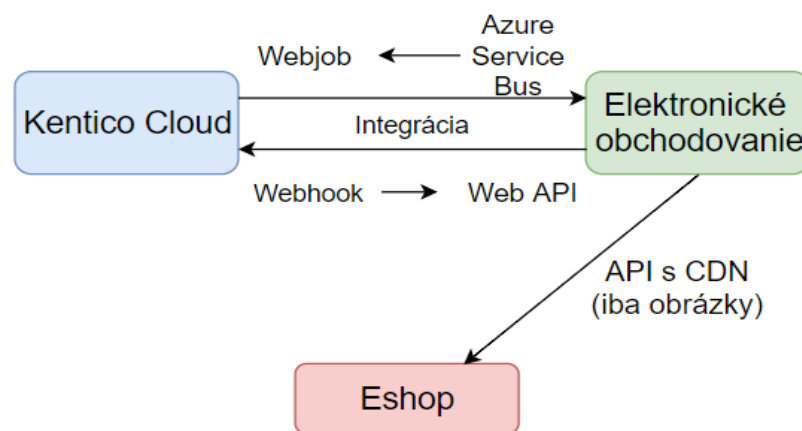 Azure
Webjob
Service
Bus
Kentico Cloud
Elektronické
obchodovanie
Integrácia
Webhook
Web API
API s CDN
(iba obrázky)
Eshop